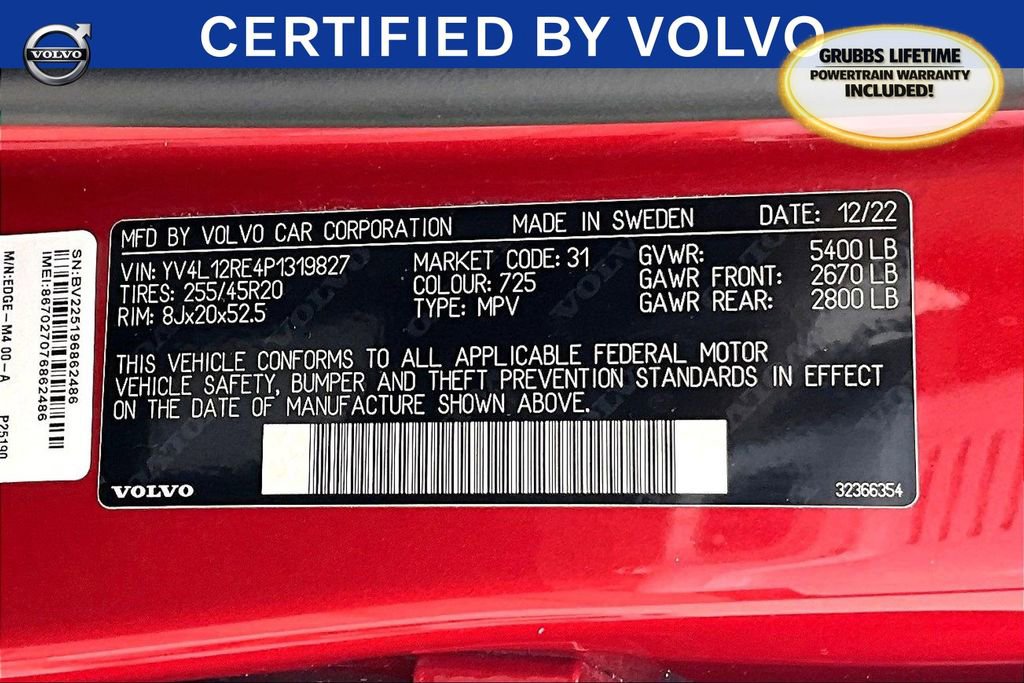 CERTIFIED BY VOLVO
VOLVO
GRUBBS LIFETIME
POWERTRAIN WARRANTY
INCLUDED!
MFD BY VOLVO CAR CORPORATION MADE IN SWEDEN DATE: 12/22
VIN: YV4L12RE4P1319827 MARKET CODE: 31 GVWR: 5400 LB
TIRES: 255/45R20 COLOUR: 725 GAWR FRONT: 2670 LB
RIM: 8Jx20x52.5 TYPE: MPV GAWR REAR: 2800 LB
THIS VEHICLE CONFORMS TO ALL APPLICABLE FEDERAL MOTOR
VEHICLE SAFETY, BUMPER AND THEFT PREVENTION STANDARDS IN EFFECT
ON THE DATE OF MANUFACTURE SHOWN ABOVE.
VOLVO
32366354
SN:BV225196862486
IMEI:867027076862486
M/N:EDGE-M4 00-A P25190